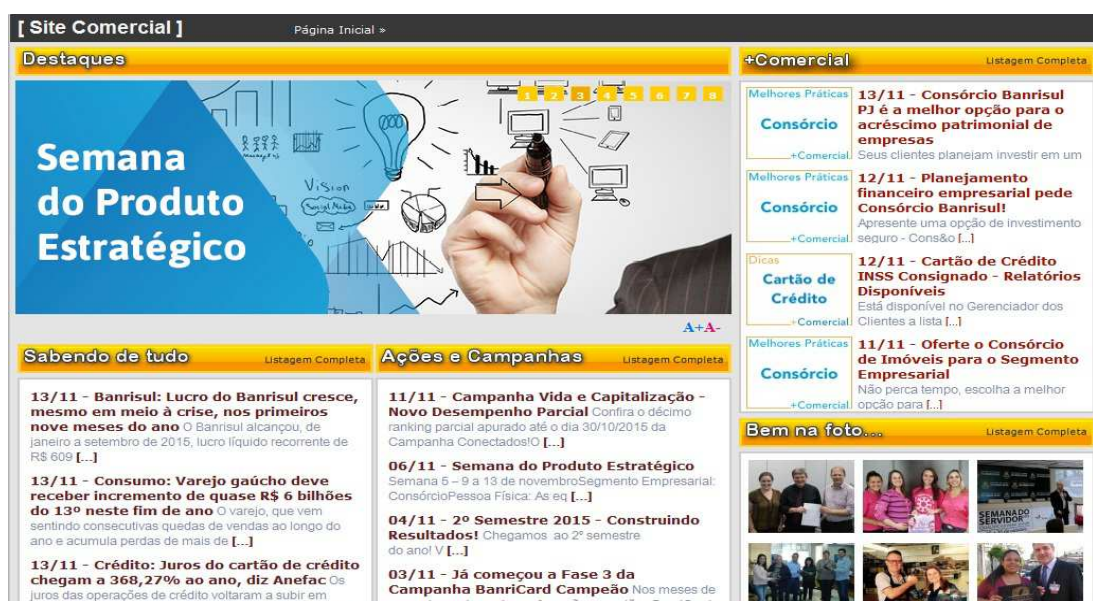 [ Site Comercial ]
Página Inicial »
Destaques
1 2 3 4 5 6 7 8
Semana
do Produto
Estratégico
Vision
Social Media
A+A-
Sabendo de tudo
Listagem Completa
13/11 - Banrisul: Lucro do Banrisul cresce,
mesmo em meio à crise, nos primeiros
nove meses do ano O Banrisul alcançou, de
janeiro a setembro de 2015, lucro líquido recorrente de
R$ 609 [...]
13/11 - Consumo: Varejo gaúcho deve
receber incremento de quase R$ 6 bilhões
do 13º neste fim de ano O varejo, que vem
sentindo consecutivas quedas de vendas ao longo do
ano e acumula perdas de mais de [...]
13/11 - Crédito: Juros do cartão de crédito
chegam a 368,27% ao ano, diz Anefac Os
juros das operações de crédito voltaram a subir em
Ações e Campanhas
Listagem Completa
11/11 - Campanha Vida e Capitalização -
Novo Desempenho Parcial Confira o décimo
ranking parcial apurado até o dia 30/10/2015 da
Campanha Conectados!O [...]
06/11 - Semana do Produto Estratégico
Semana 5 – 9 a 13 de novembroSegmento Empresarial:
ConsórcioPessoa Física: As eq [...]
04/11 - 2º Semestre 2015 - Construindo
Resultados! Chegamos ao 2º semestre
do ano! V [...]
03/11 - Já começou a Fase 3 da
Campanha BanriCard Campeão Nos meses de
+Comercial
Listagem Completa
Melhores Práticas
Consórcio
+Comercial
13/11 - Consórcio Banrisul
PJ é a melhor opção para o
acréscimo patrimonial de
empresas
Seus clientes planejam investir em um
Melhores Práticas
Consórcio
+Comercial
12/11 - Planejamento
financeiro empresarial pede
Consórcio Banrisul!
Apresente uma opção de investimento
seguro - Cons&o [...]
Dicas
Cartão de
Crédito
+Comercial
12/11 - Cartão de Crédito
INSS Consignado - Relatórios
Disponíveis
Está disponível no Gerenciador dos
Clientes a lista [...]
Melhores Práticas
Consórcio
+Comercial
11/11 - Oferte o Consórcio
de Imóveis para o Segmento
Empresarial
Não perca tempo, escolha a melhor
opção para [...]
Bem na foto...
Listagem Completa
SEMANA DO
SERVIDOR